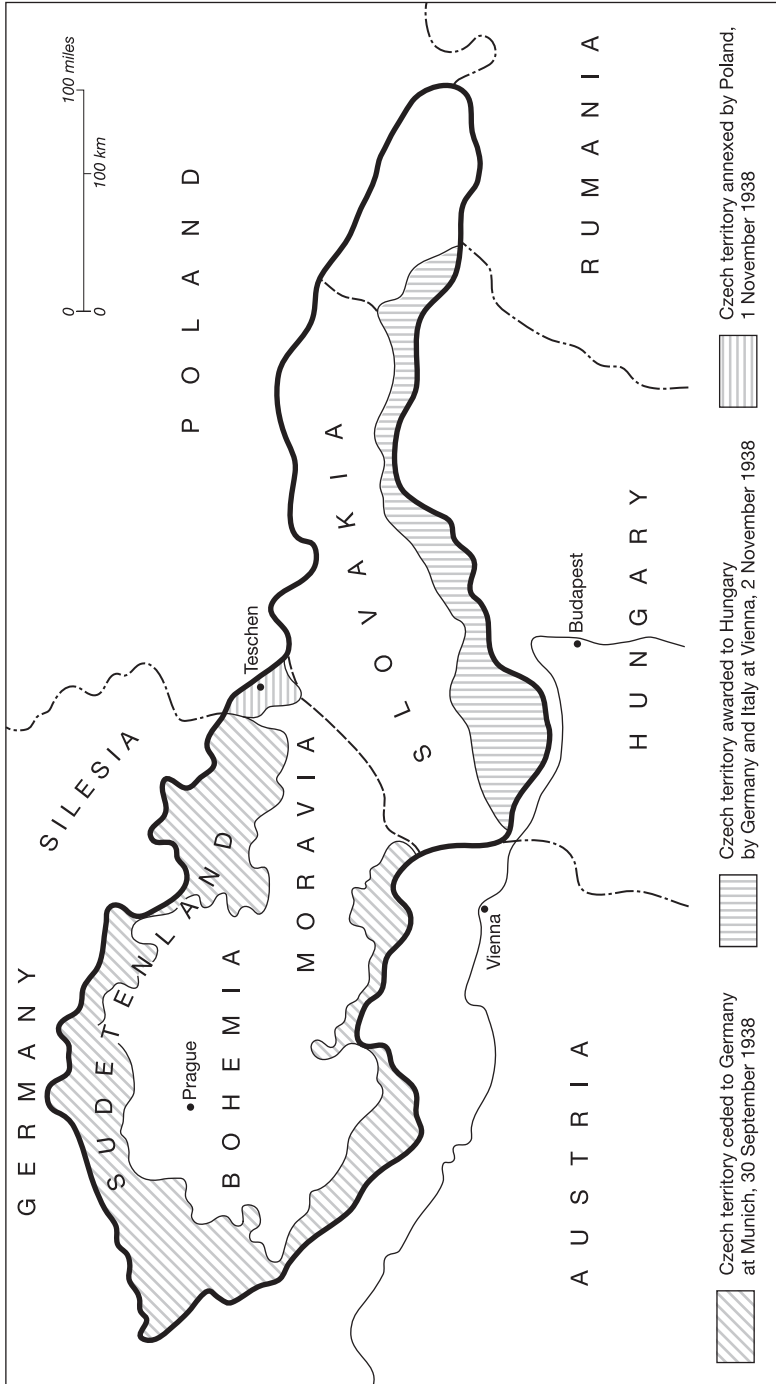 GERMANY
SILESIA
POLAND
0 100 miles
0 100 km
SUDETENLAND
Prague
BOHEMIA
MORAVIA
Teschen
SLOVAKIA
Vienna
AUSTRIA
Budapest
HUNGARY
RUMANIA
Czech territory ceded to Germany
at Munich, 30 September 1938
Czech territory awarded to Hungary
by Germany and Italy at Vienna, 2 November 1938
Czech territory annexed by Poland,
1 November 1938